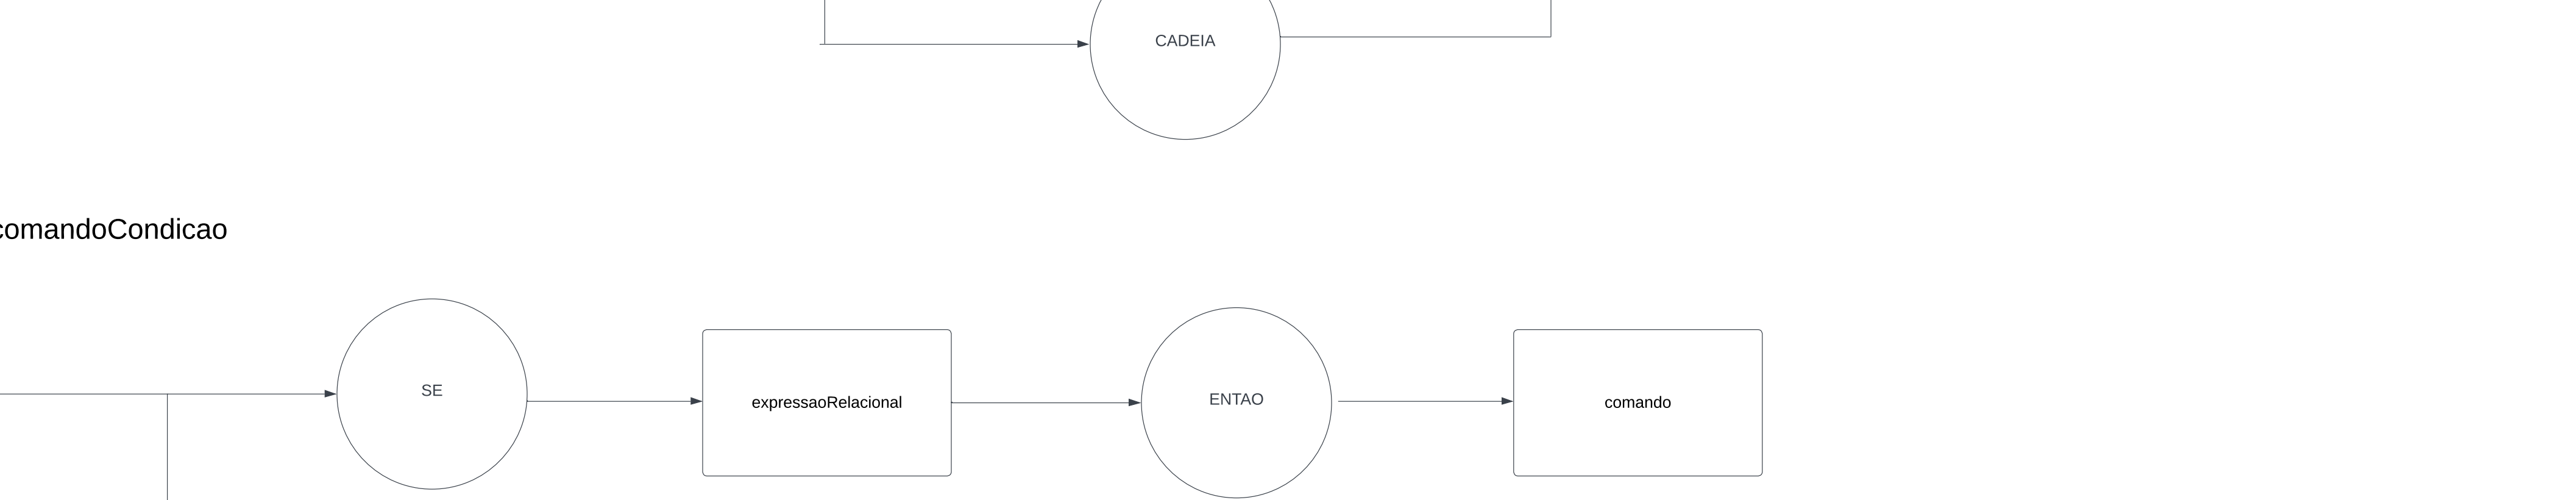 CADEIA
comandoCondicao
SE
expressaoRelacional
ENTAO
comando